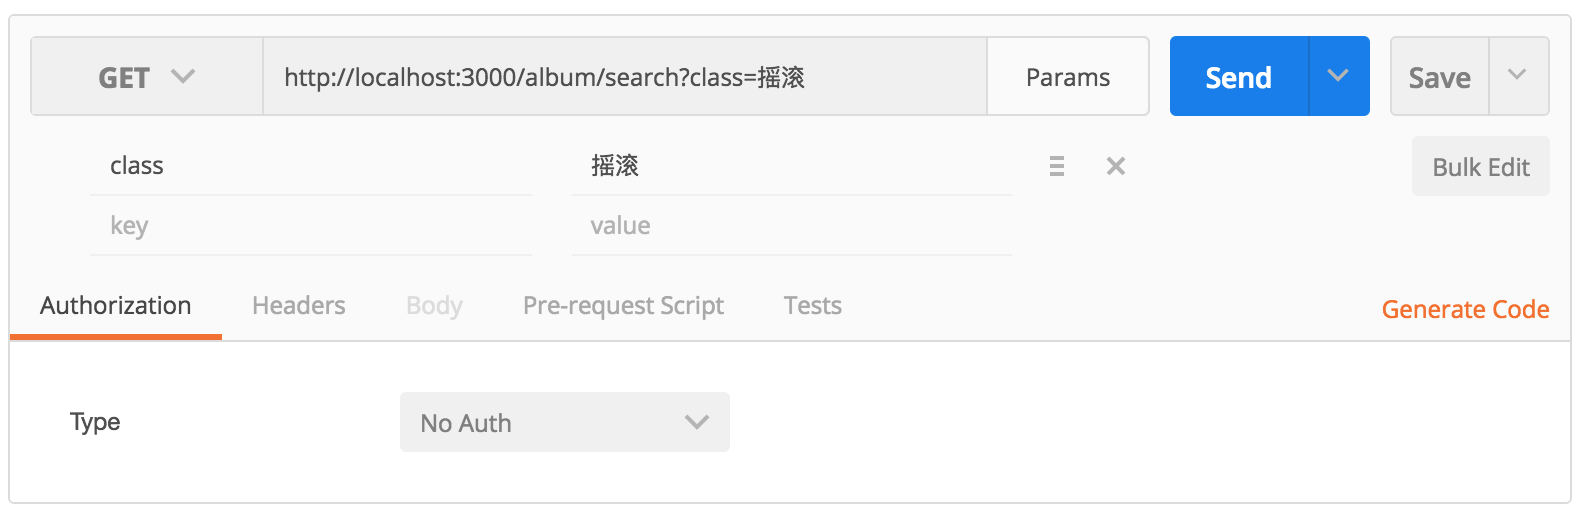 GET http://localhost:3000/album/search?class=摇滚 Params Send Save
class 摇滚 Bulk Edit
key value
Authorization Headers Body Pre-request Script Tests Generate Code
Type No Auth